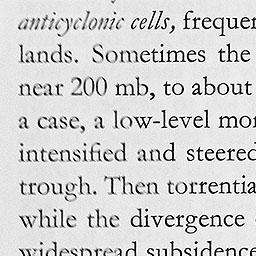 anticyclonic cells, frequen
lands. Sometimes the
near 200 mb, to about
a case, a low-level mo
intensified and steered
trough. Then torrentia
while the divergence
widespread subsidence